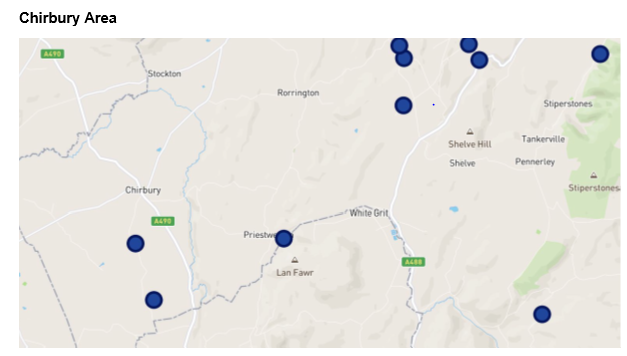 Chirbury Area
A490
Stockton
Rorrington
Stiperstones
Shelve Hill
Tankerville
Shelve
Pennerley
Chirbury
Stiperstones
White Grit
A490
Lan Fawr
A488